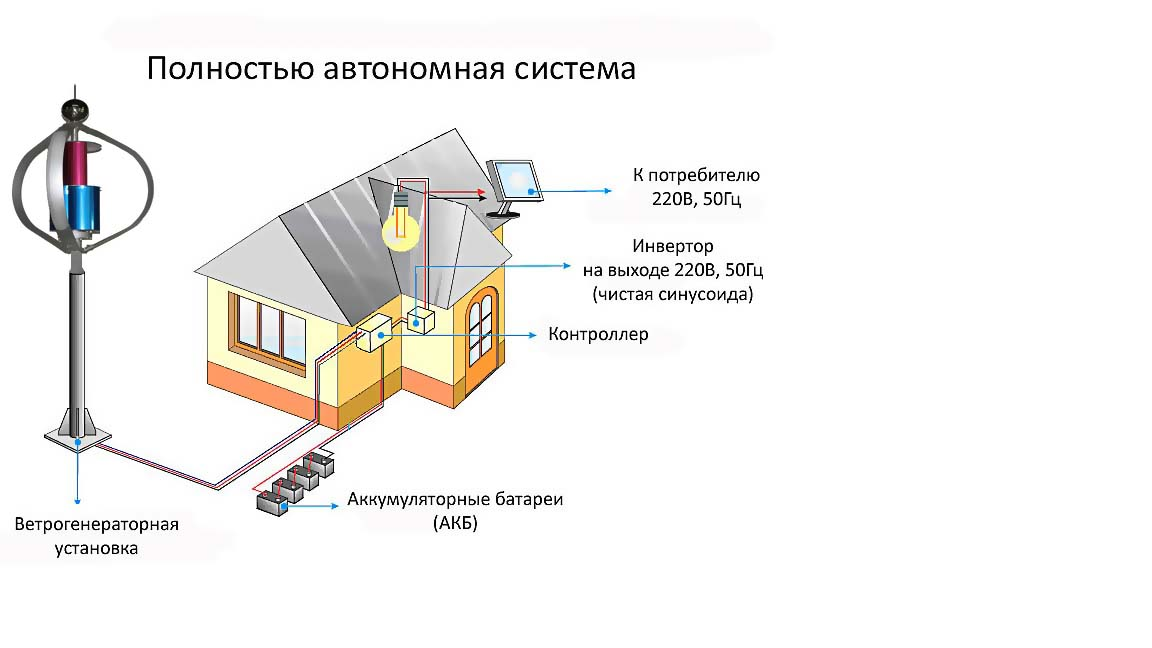 Полностью автономная система
К потребителю
220В, 50Гц
Инвертор
на выходе 220В, 50Гц
(чистая синусоида)
Контроллер
Аккумуляторные батареи
(АКБ)
Ветрогенераторная
установка